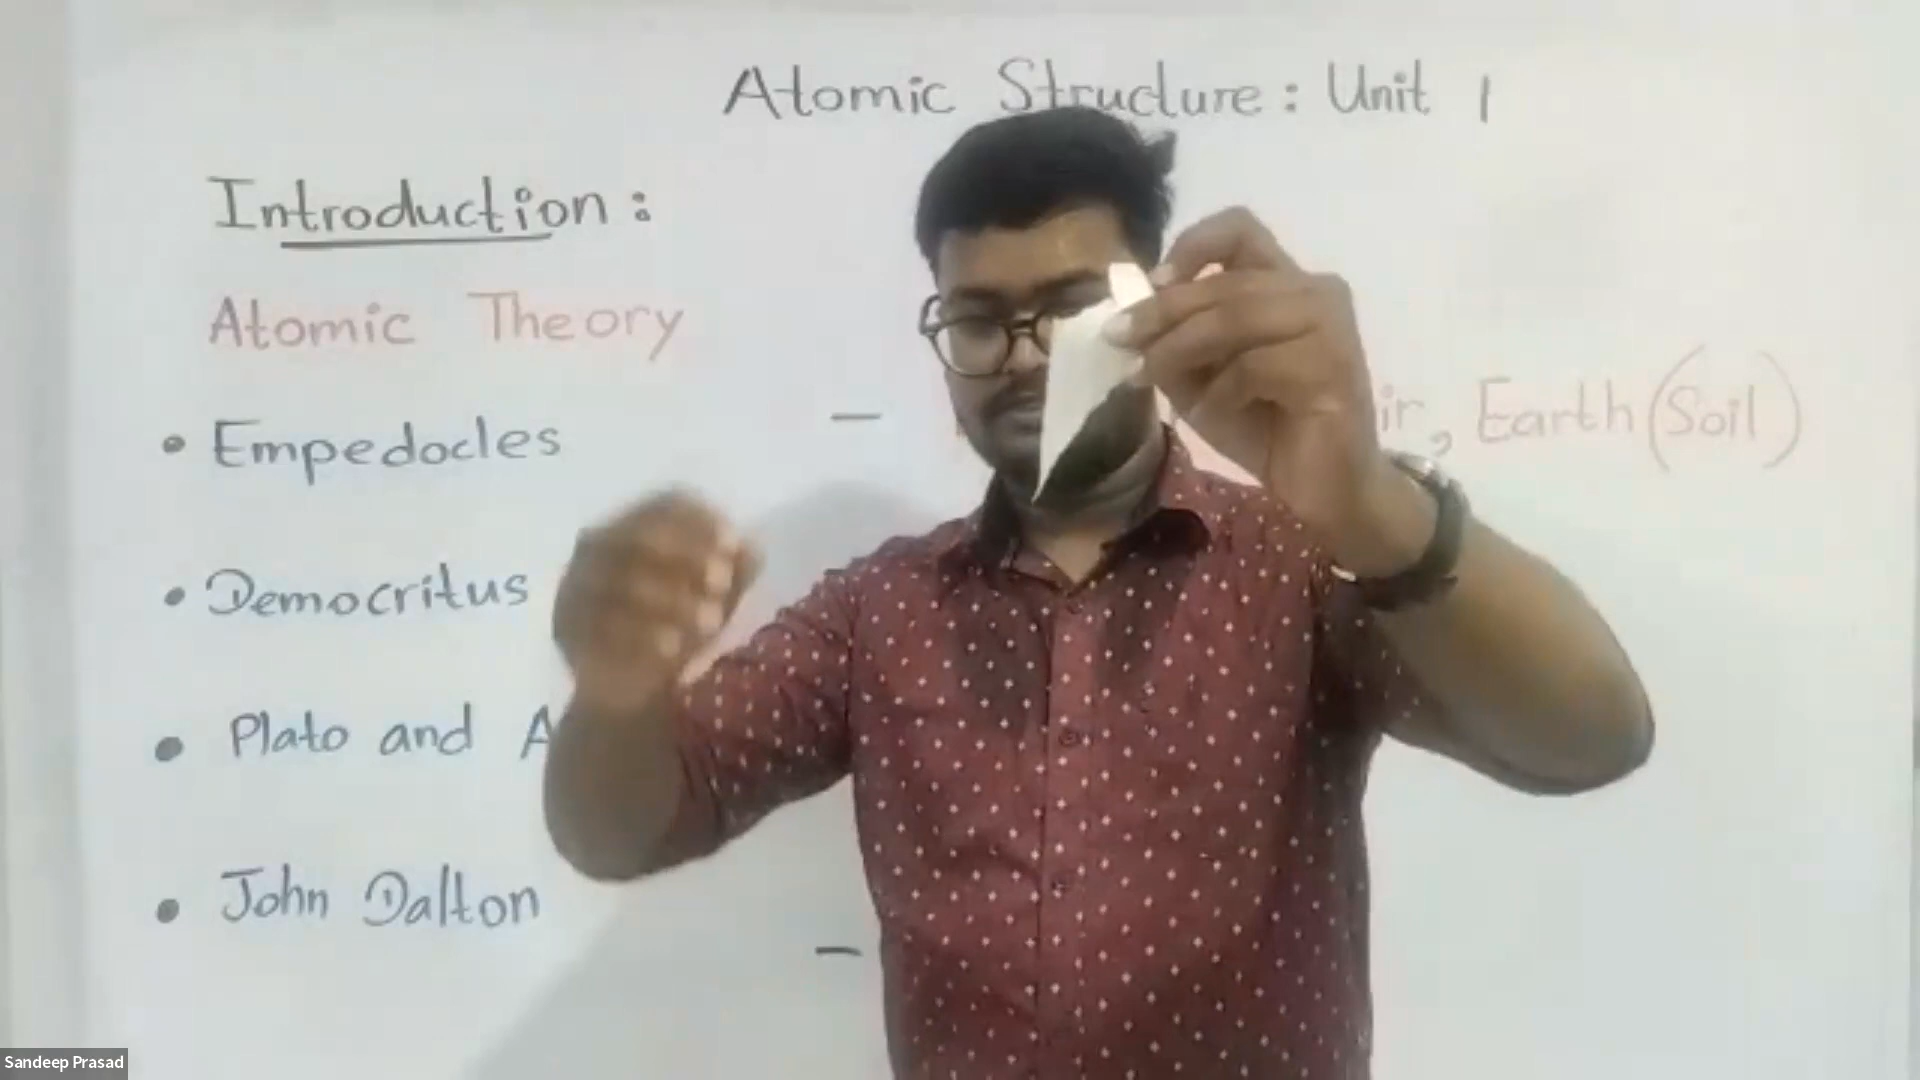 Atomic Structure: Unit 1
Introduction:
Atomic Theory
• Empedocles – ir, Earth (Soil)
• Democritus
• Plato and A
• John Dalton –
Sandeep Prasad